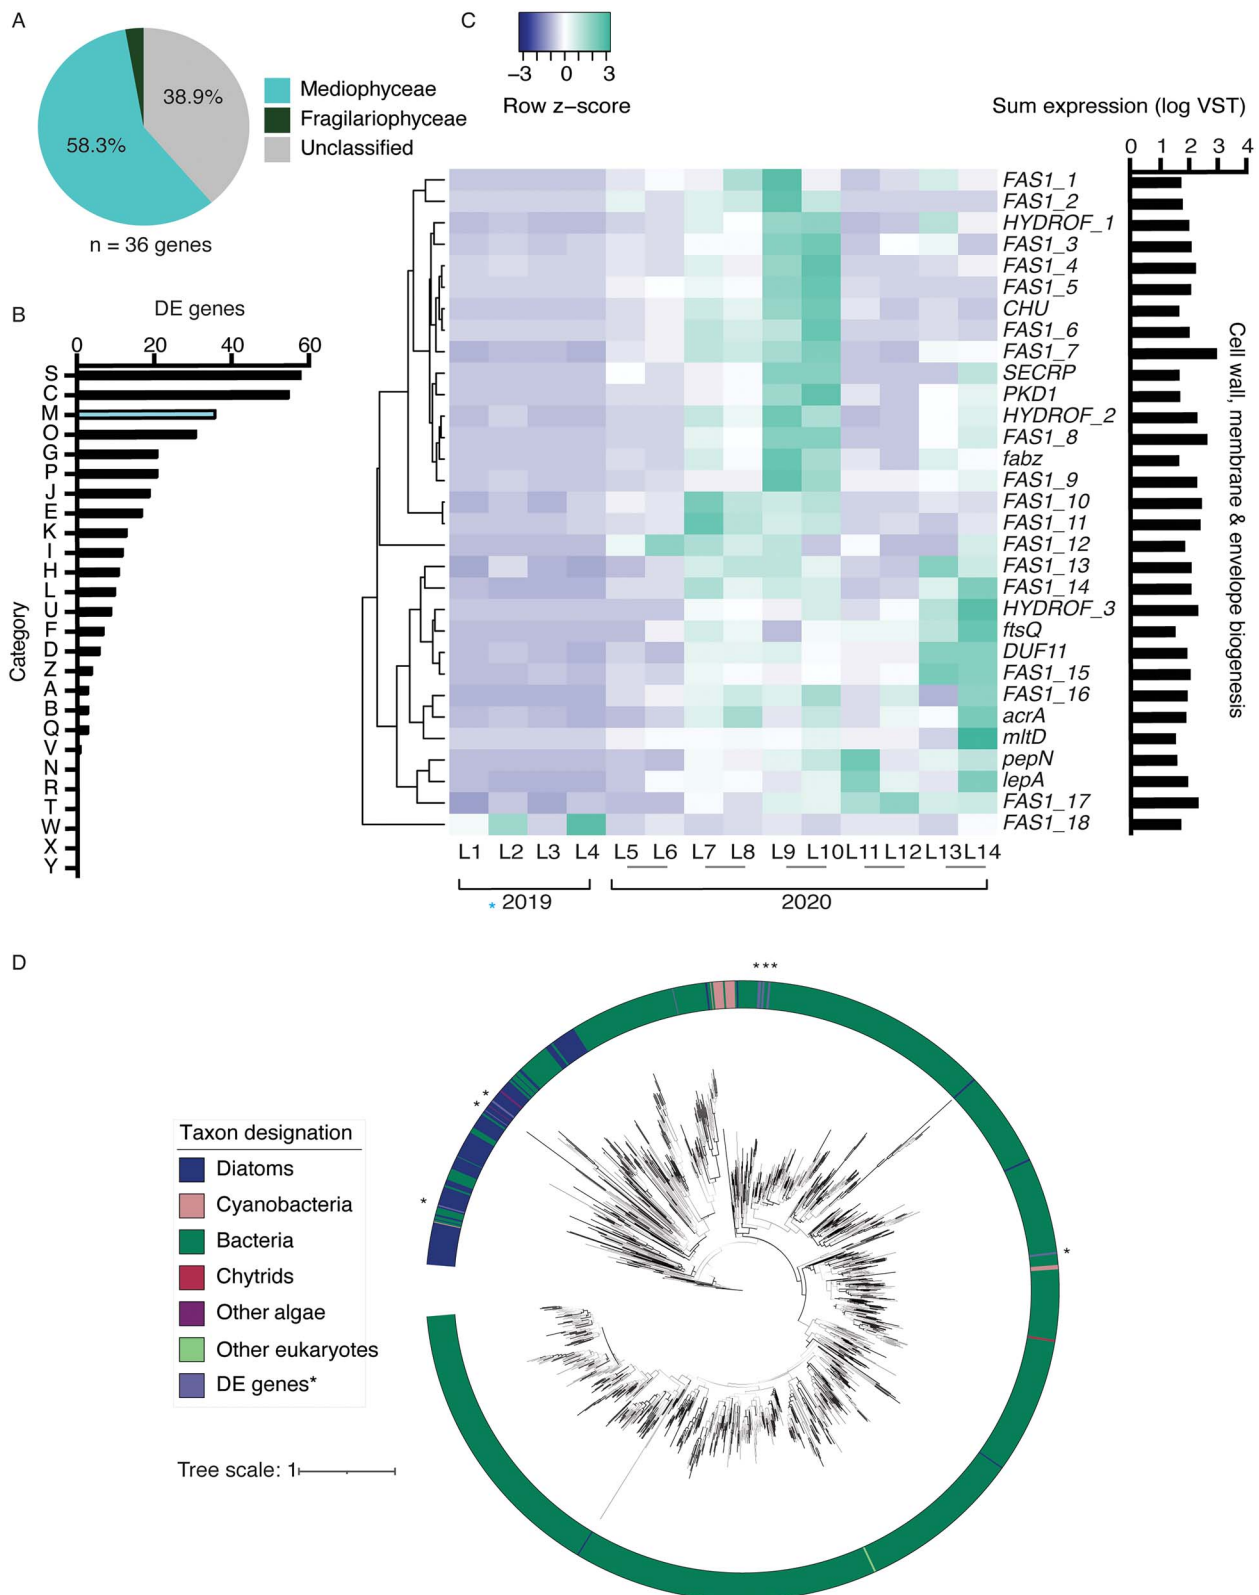 A
38.9%
58.3%
Mediophyceae
Fragilariophyceae
Unclassified
n = 36 genes
B
DE genes
0 20 40 60
Category
S
C
M
O
G
P
J
E
K
I
H
L
U
F
D
Z
A
B
Q
V
N
R
T
W
X
Y
C
−3 0 3
Row z−score
Sum expression (log VST)
0 1 2 3 4
FAS1_1
FAS1_2
HYDROF_1
FAS1_3
FAS1_4
FAS1_5
CHU
FAS1_6
FAS1_7
SECRP
PKD1
HYDROF_2
FAS1_8
fabz
FAS1_9
FAS1_10
FAS1_11
FAS1_12
FAS1_13
FAS1_14
HYDROF_3
ftsQ
DUF11
FAS1_15
FAS1_16
acrA
mltD
pepN
lepA
FAS1_17
FAS1_18
Cell wall, membrane & envelope biogenesis
L1 L2 L3 L4 L5 L6 L7 L8 L9 L10 L11 L12 L13 L14
* 2019
2020
D
***
*
*
*
*
Taxon designation
Diatoms
Cyanobacteria
Bacteria
Chytrids
Other algae
Other eukaryotes
DE genes*
Tree scale: 1